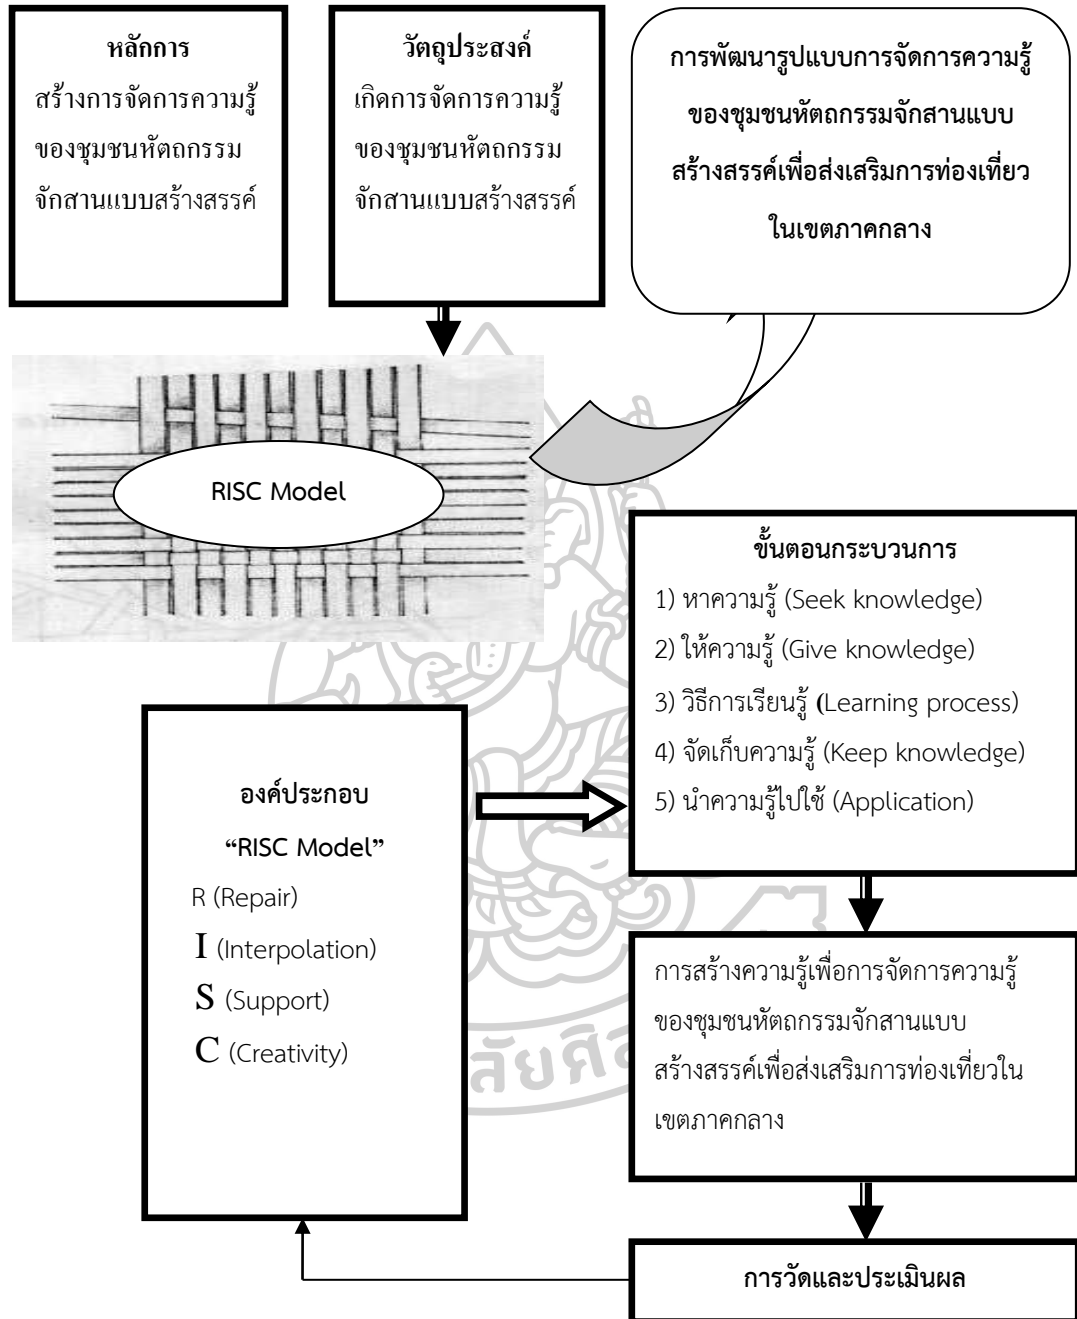 หลักการ
สร้างการจัดการความรู้
ของชุมชนหัตถกรรม
จักสานแบบสร้างสรรค์
วัตถุประสงค์
เกิดการจัดการความรู้
ของชุมชนหัตถกรรม
จักสานแบบสร้างสรรค์
การพัฒนารูปแบบการจัดการความรู้
ของชุมชนหัตถกรรมจักสานแบบ
สร้างสรรค์เพื่อส่งเสริมการท่องเที่ยว
ในเขตภาคกลาง
RISC Model
ขั้นตอนกระบวนการ
1) หาความรู้ (Seek knowledge)
2) ให้ความรู้ (Give knowledge)
3) วิธีการเรียนรู้ (Learning process)
4) จัดเก็บความรู้ (Keep knowledge)
5) นำความรู้ไปใช้ (Application)
องค์ประกอบ
“RISC Model”
R (Repair)
I (Interpolation)
S (Support)
C (Creativity)
การสร้างความรู้เพื่อการจัดการความรู้
ของชุมชนหัตถกรรมจักสานแบบ
สร้างสรรค์เพื่อส่งเสริมการท่องเที่ยวใน
เขตภาคกลาง
การวัดและประเมินผล